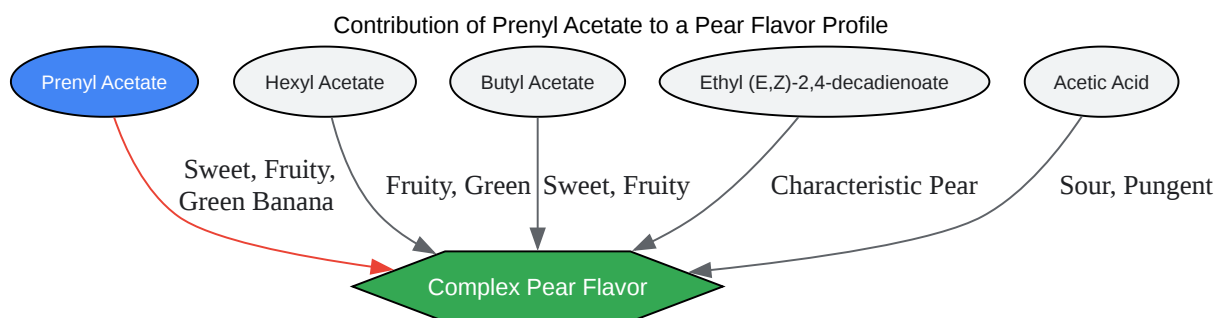 Contribution of Prenyl Acetate to a Pear Flavor Profile
Prenyl Acetate
Hexyl Acetate
Butyl Acetate
Ethyl (E,Z)-2,4-decadienoate
Acetic Acid
Sweet, Fruity,
Green Banana
Fruity, Green
Sweet, Fruity
Characteristic Pear
Sour, Pungent
Complex Pear Flavor